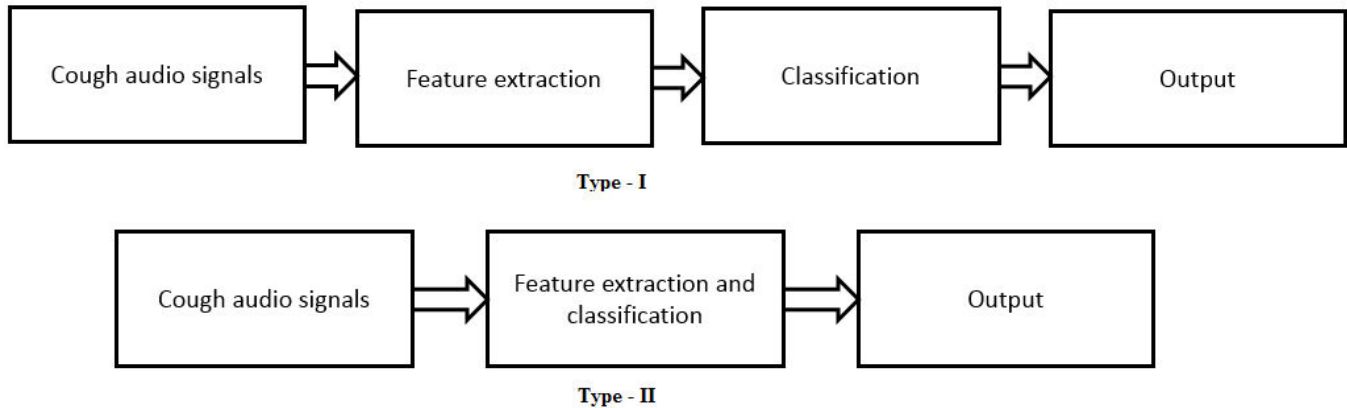 Cough audio signals
Feature extraction
Classification
Output
Type - I
Cough audio signals
Feature extraction and
classification
Output
Type - II